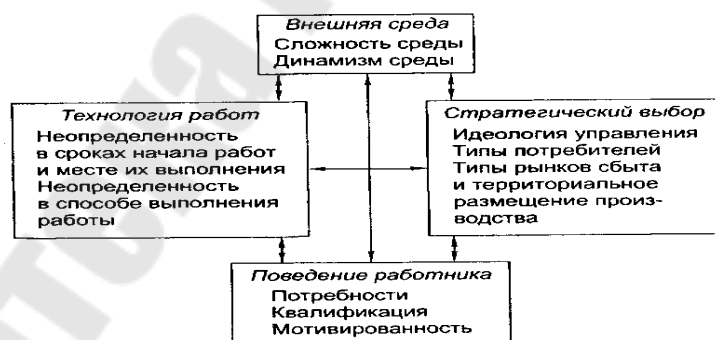 Внешняя среда
Сложность среды
Динамизм среды
Технология работ
Неопределенность
в сроках начала работ
и месте их выполнения
Неопределенность
в способе выполнения
работы
Стратегический выбор
Идеология управления
Типы потребителей
Типы рынков сбыта
и территориальное
размещение произ-
водства
Поведение работника
Потребности
Квалификация
Мотивированность